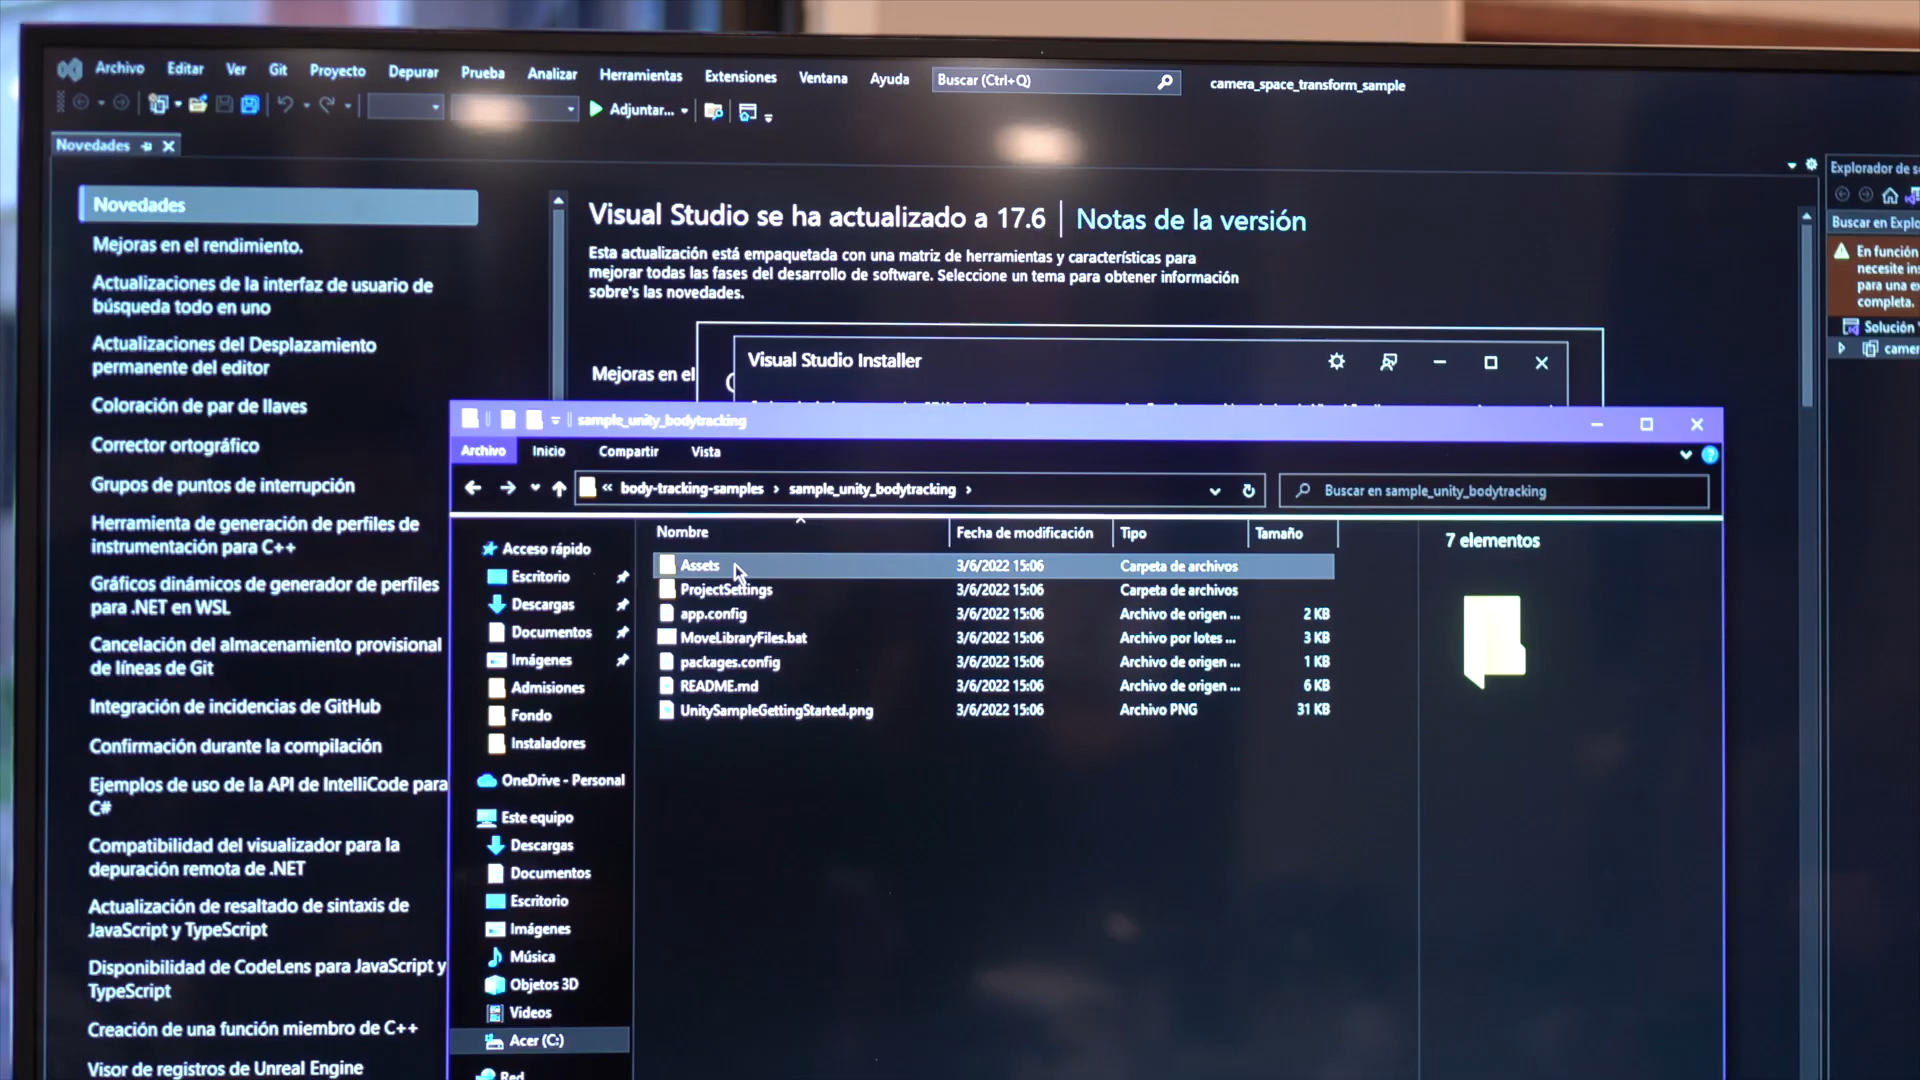 Archivo Editar Ver Git Proyecto Depurar Prueba Analizar Herramientas Extensiones Ventana Ayuda Buscar (Ctrl+Q) camera_space_transform_sample
Adjuntar...
Novedades
Explorador de s
Novedades
Mejoras en el rendimiento.
Actualizaciones de la interfaz de usuario de
búsqueda todo en uno
Actualizaciones del Desplazamiento
permanente del editor
Coloración de par de llaves
Corrector ortográfico
Grupos de puntos de interrupción
Herramienta de generación de perfiles de
instrumentación para C++
Gráficos dinámicos de generador de perfiles
para .NET en WSL
Cancelación del almacenamiento provisional
de líneas de Git
Integración de incidencias de GitHub
Confirmación durante la compilación
Ejemplos de uso de la API de IntelliCode para
C#
Compatibilidad del visualizador para la
depuración remota de .NET
Actualización de resaltado de sintaxis de
JavaScript y TypeScript
Disponibilidad de CodeLens para JavaScript y
TypeScript
Creación de una función miembro de C++
Visor de registros de Unreal Engine
Visual Studio se ha actualizado a 17.6 | Notas de la versión
Esta actualización está empaquetada con una matriz de herramientas y características para
mejorar todas las fases del desarrollo de software. Seleccione un tema para obtener información
sobre's las novedades.
Mejoras en el
Visual Studio Installer
Buscar en Explo
En función
necesite ins
para una ex
completa.
Solución
camer
sample_unity_bodytracking
Archivo Inicio Compartir Vista
« body-tracking-samples › sample_unity_bodytracking ›
Buscar en sample_unity_bodytracking
Acceso rápido
Escritorio
Descargas
Documentos
Imágenes
Admisiones
Fondo
Instaladores
OneDrive - Personal
Este equipo
Descargas
Documentos
Escritorio
Imágenes
Música
Objetos 3D
Videos
Acer (C:)
Red
Nombre Fecha de modificación Tipo Tamaño
Assets 3/6/2022 15:06 Carpeta de archivos
ProjectSettings 3/6/2022 15:06 Carpeta de archivos
app.config 3/6/2022 15:06 Archivo de origen ... 2 KB
MoveLibraryFiles.bat 3/6/2022 15:06 Archivo por lotes ... 3 KB
packages.config 3/6/2022 15:06 Archivo de origen ... 1 KB
README.md 3/6/2022 15:06 Archivo de origen ... 6 KB
UnitySampleGettingStarted.png 3/6/2022 15:06 Archivo PNG 31 KB
7 elementos